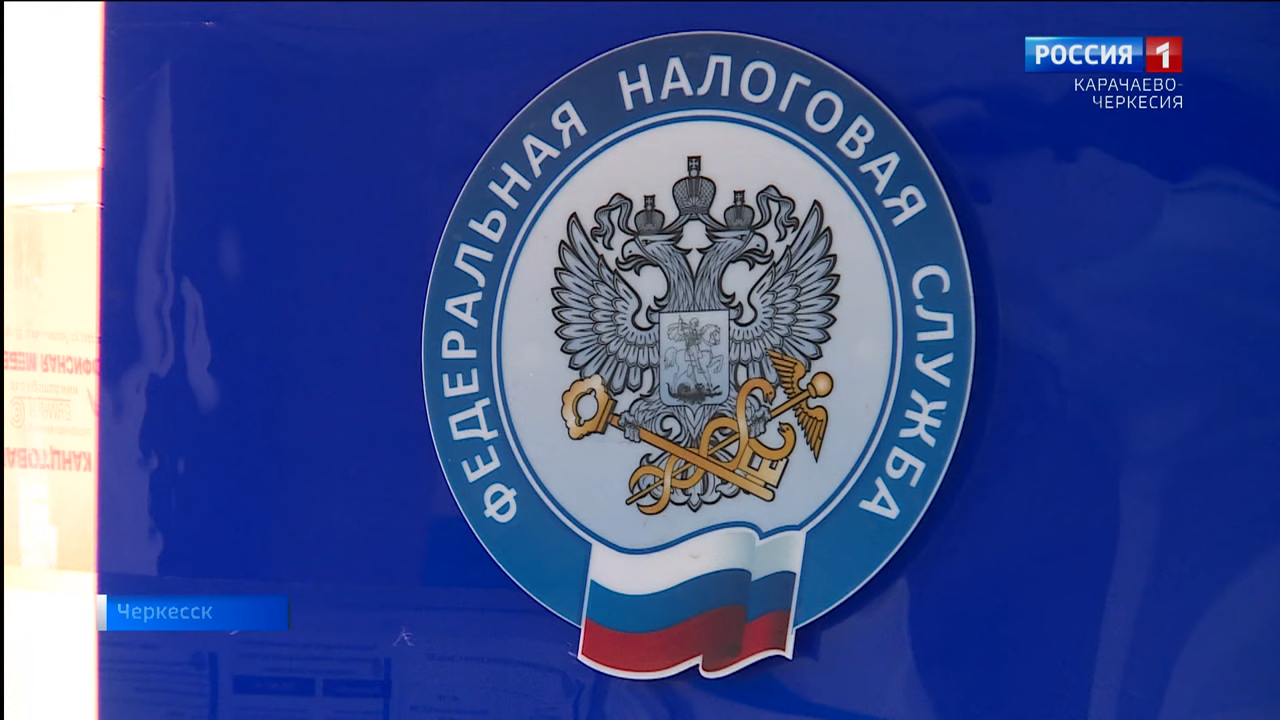 РОССИЯ 1
КАРАЧАЕВО-
ЧЕРКЕСИЯ
ФЕДЕРАЛЬНАЯ НАЛОГОВАЯ СЛУЖБА
Черкесск